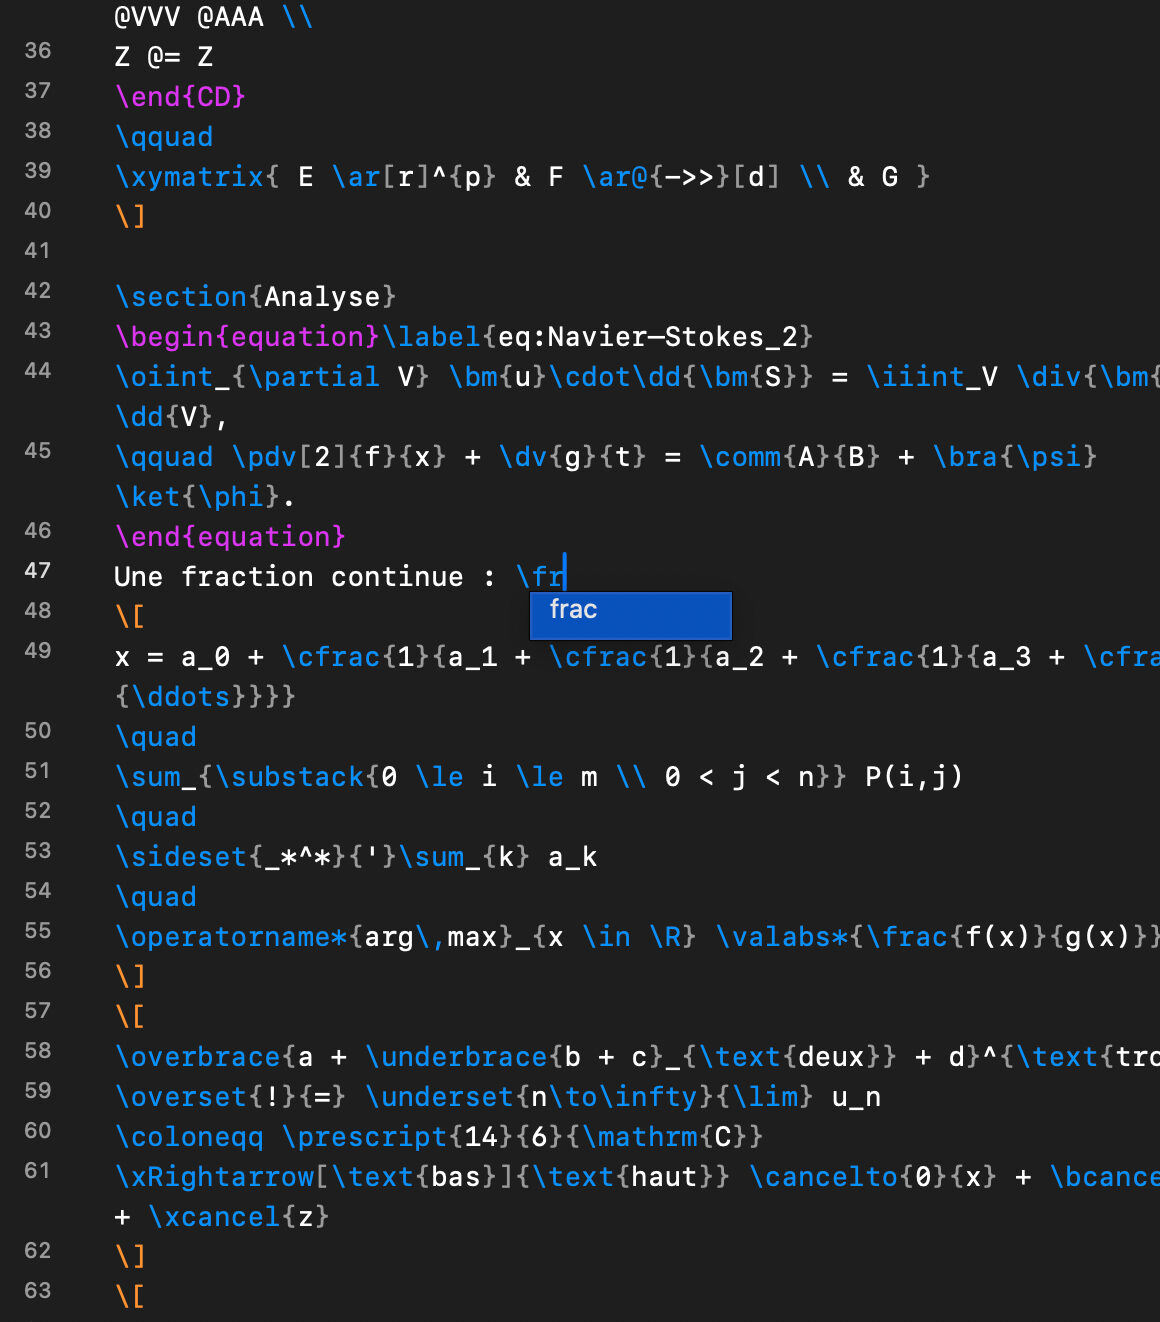 @VVV @AAA \\
36 Z @= Z
37 \end{CD}
38 \qquad
39 \xymatrix{ E \ar[r]^{p} & F \ar@{->>}[d] \\ & G }
40 \]
41
42 \section{Analyse}
43 \begin{equation}\label{eq:Navier–Stokes_2}
44 \oiint_{\partial V} \bm{u}\cdot\dd{\bm{S}} = \iiint_V \div{\bm{
\dd{V},
45 \qquad \pdv[2]{f}{x} + \dv{g}{t} = \comm{A}{B} + \bra{\psi}
\ket{\phi}.
46 \end{equation}
47 Une fraction continue : \fr
frac
48 \[
49 x = a_0 + \cfrac{1}{a_1 + \cfrac{1}{a_2 + \cfrac{1}{a_3 + \cfra
{\ddots}}}}
50 \quad
51 \sum_{\substack{0 \le i \le m \\ 0 < j < n}} P(i,j)
52 \quad
53 \sideset{_*^*}{'}\sum_{k} a_k
54 \quad
55 \operatorname*{arg\,max}_{x \in \R} \valabs*{\frac{f(x)}{g(x)}}
56 \]
57 \[
58 \overbrace{a + \underbrace{b + c}_{\text{deux}} + d}^{\text{tro
59 \overset{!}{=} \underset{n\to\infty}{\lim} u_n
60 \coloneqq \prescript{14}{6}{\mathrm{C}}
61 \xRightarrow[\text{bas}]{\text{haut}} \cancelto{0}{x} + \bcance
+ \xcancel{z}
62 \]
63 \[